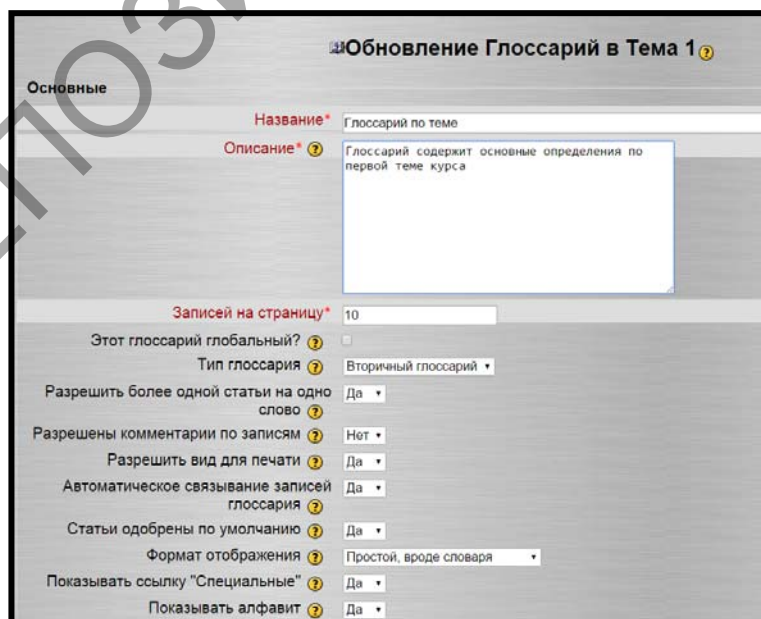 Обновление Глоссарий в Тема 1
Основные
Название* Глоссарий по теме
Описание* Глоссарий содержит основные определения по
первой теме курса
Записей на страницу* 10
Этот глоссарий глобальный?
Тип глоссария Вторичный глоссарий
Разрешить более одной статьи на одно
слово Да
Разрешены комментарии по записям Нет
Разрешить вид для печати Да
Автоматическое связывание записей
глоссария Да
Статьи одобрены по умолчанию Да
Формат отображения Простой, вроде словаря
Показывать ссылку "Специальные" Да
Показывать алфавит Да